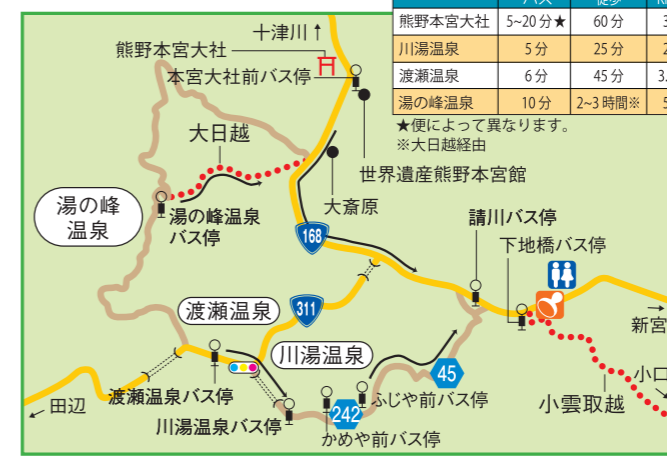 バス 徒歩
熊野本宮大社 5~20分★ 60分
川湯温泉 5分 25分
渡瀬温泉 6分 45分
湯の峰温泉 10分 2~3時間※
★便によって異なります。
※大日越経由
十津川↑
熊野本宮大社
本宮大社前バス停
大日越
世界遺産熊野本宮館
湯の峰
温泉
湯の峰温泉
バス停
大斎原
168
請川バス停
下地橋バス停
渡瀬温泉
311
→
新宮
川湯温泉
45
小口
←田辺
渡瀬温泉バス停
ふじや前バス停
小雲取越
242
川湯温泉バス停
かめや前バス停